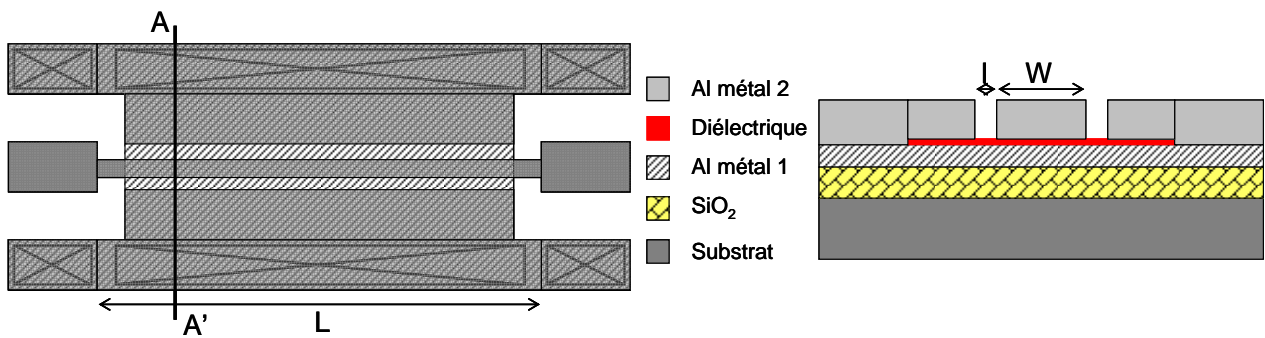 A
A'
L
Al métal 2
Diélectrique
Al métal 1
SiO₂
Substrat
l
W